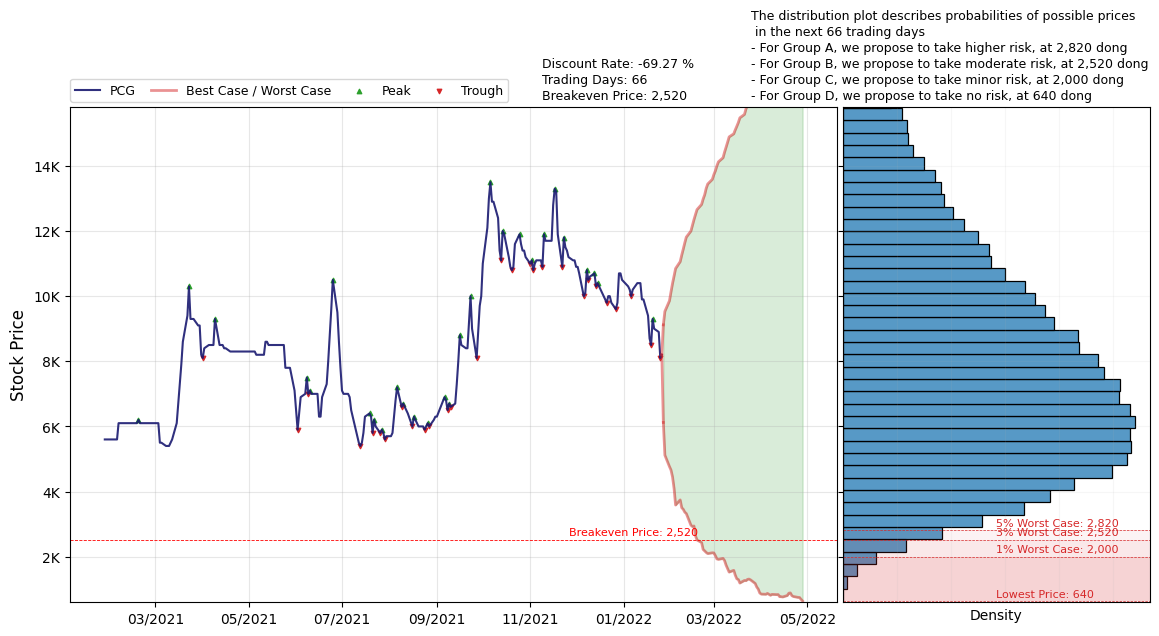 The distribution plot describes probabilities of possible prices
in the next 66 trading days
- For Group A, we propose to take higher risk, at 2,820 dong
- For Group B, we propose to take moderate risk, at 2,520 dong
- For Group C, we propose to take minor risk, at 2,000 dong
- For Group D, we propose to take no risk, at 640 dong
Discount Rate: -69.27 %
Trading Days: 66
Breakeven Price: 2,520
PCG Best Case / Worst Case Peak Trough
Stock Price
14K
12K
10K
8K
6K
4K
2K
Breakeven Price: 2,520
03/2021 05/2021 07/2021 09/2021 11/2021 01/2022 03/2022 05/2022
5% Worst Case: 2,820
3% Worst Case: 2,520
1% Worst Case: 2,000
Lowest Price: 640
Density